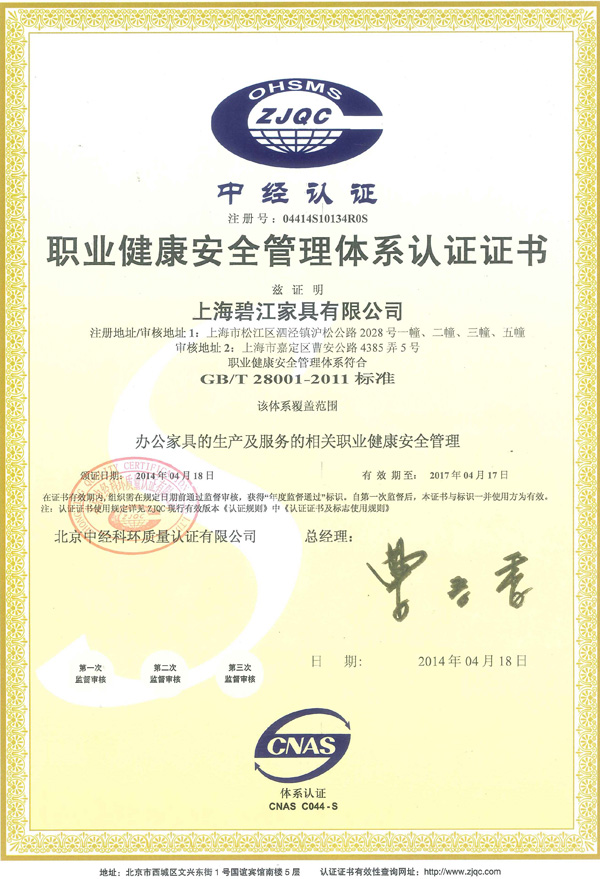 OHSMS
ZJQC
中经认证
注册号：04414S10134R0S
职业健康安全管理体系认证证书
兹证明
上海碧江家具有限公司
注册地址/审核地址 1：上海市松江区泗泾镇沪松公路 2028 号一幢、二幢、三幢、五幢
审核地址 2：上海市嘉定区曹安公路 4385 弄 5 号
职业健康安全管理体系符合
GB/T 28001-2011 标准
该体系覆盖范围
办公家具的生产及服务的相关职业健康安全管理
颁证日期： 2014 年 04 月 18 日 有 效 期 至： 2017 年 04 月 17 日
在证书有效期内，组织需在规定日期前通过监督审核，获得“年度监督通过”标识。自第一次监督后，本证书与标识一并使用方为有效。
注：认证证书使用规定详见 ZJQC 现行有效版本《认证规则》中《认证证书及标志使用规则》
北京中经科环质量认证有限公司 总经理：
日 期： 2014 年 04 月 18 日
第一次 第二次 第三次
监督审核 监督审核 监督审核
CNAS
体系认证
CNAS C044-S
地址：北京市西城区文兴东街 1 号国谊宾馆南楼 5 层 认证证书有效性查询网址：http://www.zjqc.com